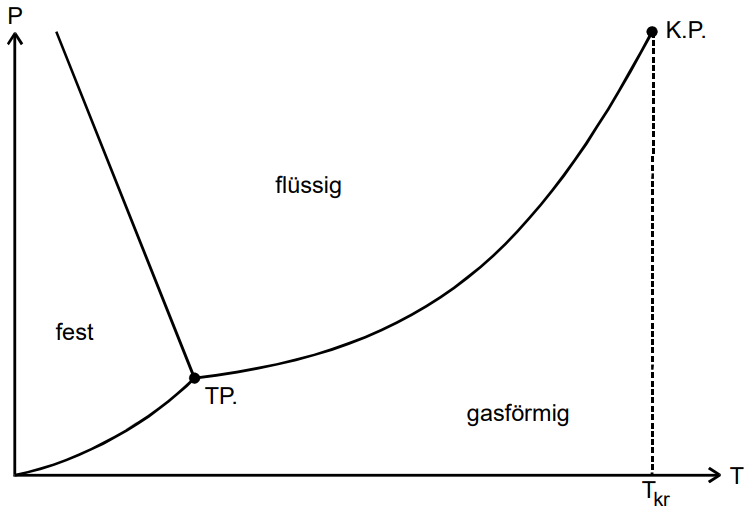 P
K.P.
flüssig
fest
TP.
gasförmig
T
Tkr